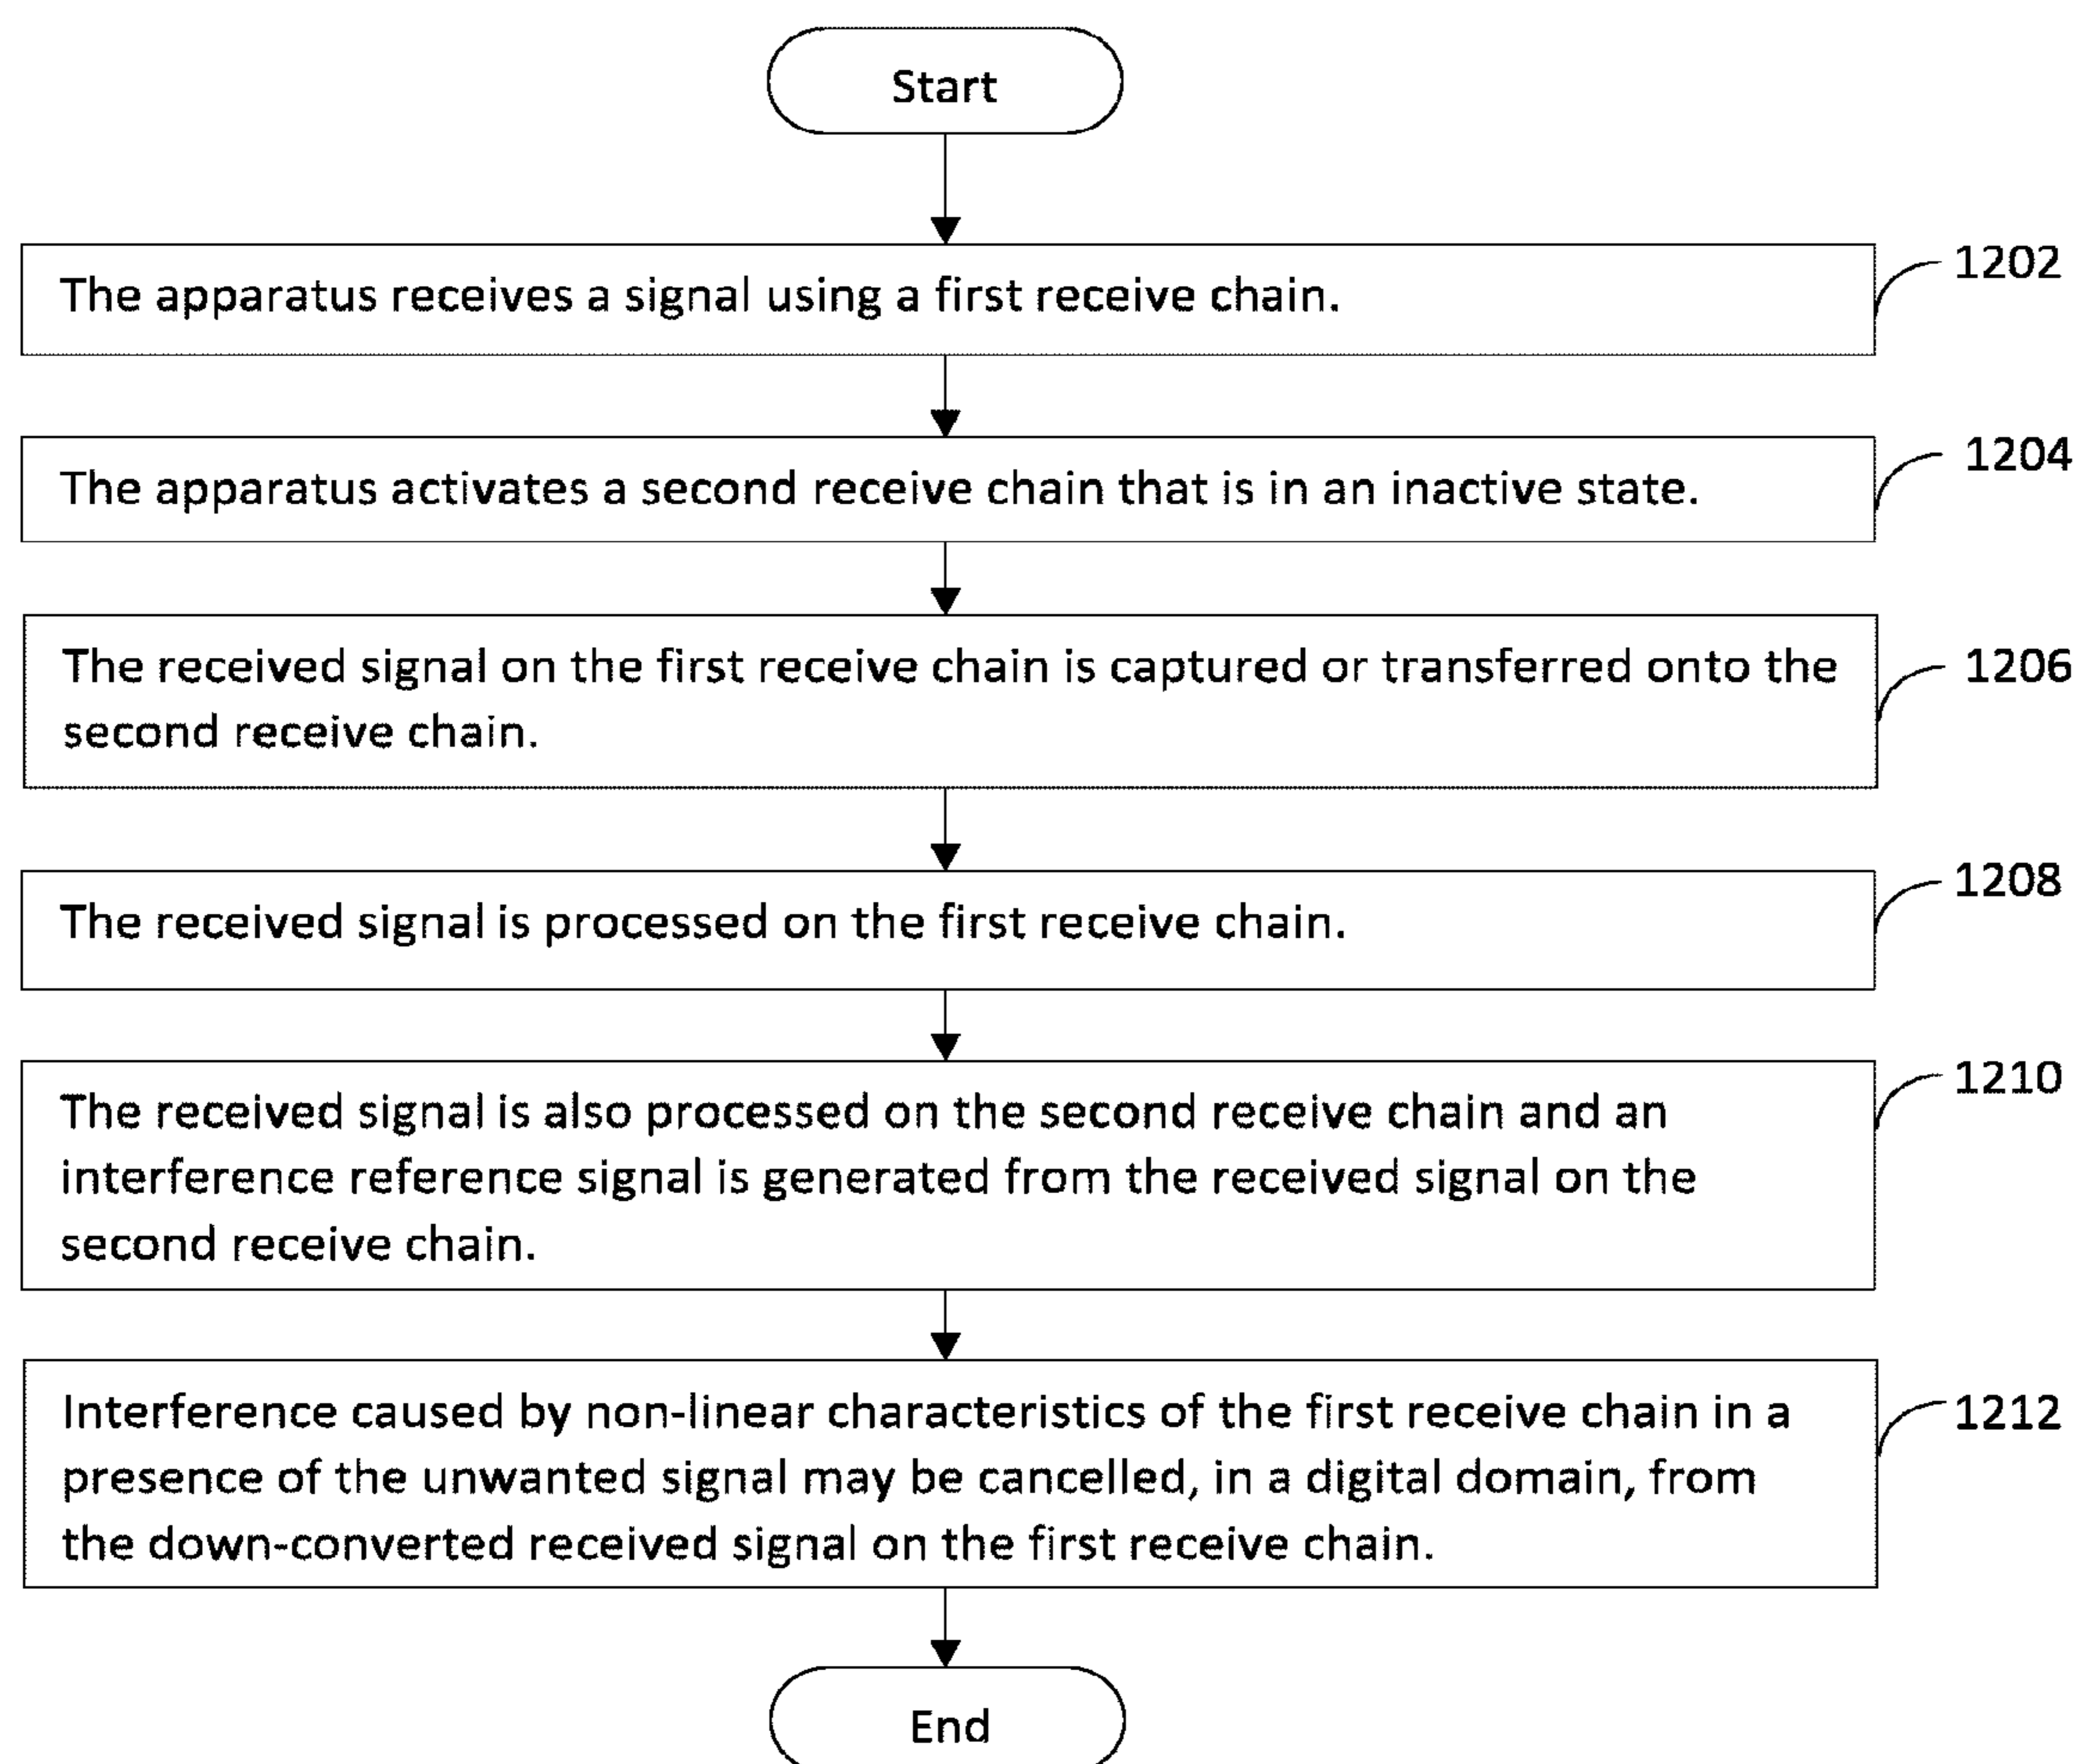 Start
The apparatus receives a signal using a first receive chain.
1202
The apparatus activates a second receive chain that is in an inactive state.
1204
The received signal on the first receive chain is captured or transferred onto the
second receive chain.
1206
The received signal is processed on the first receive chain.
1208
The received signal is also processed on the second receive chain and an
interference reference signal is generated from the received signal on the
second receive chain.
1210
Interference caused by non-linear characteristics of the first receive chain in a
presence of the unwanted signal may be cancelled, in a digital domain, from
the down-converted received signal on the first receive chain.
1212
End